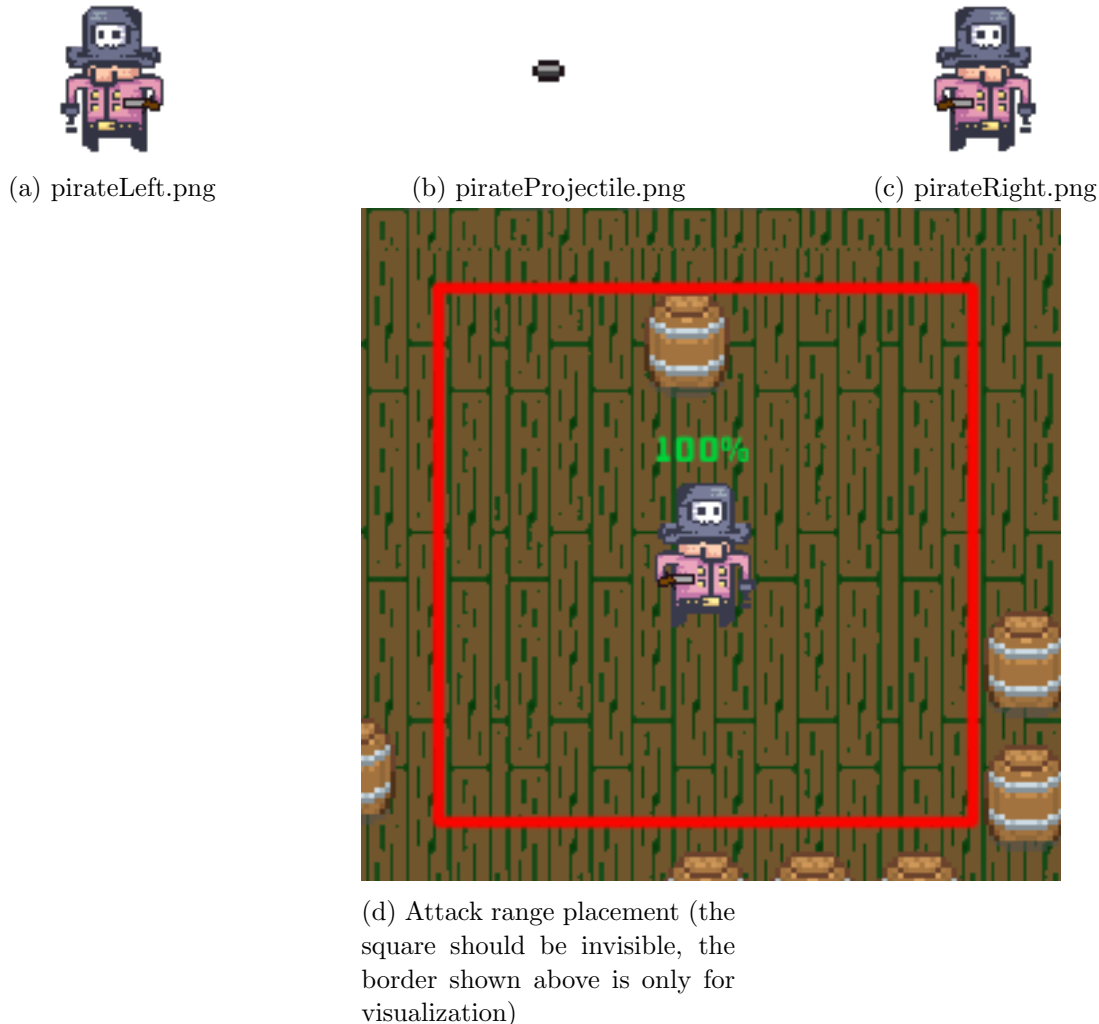 (a) pirateLeft.png
(b) pirateProjectile.png
(c) pirateRight.png
100%
(d) Attack range placement (the
square should be invisible, the
border shown above is only for
visualization)